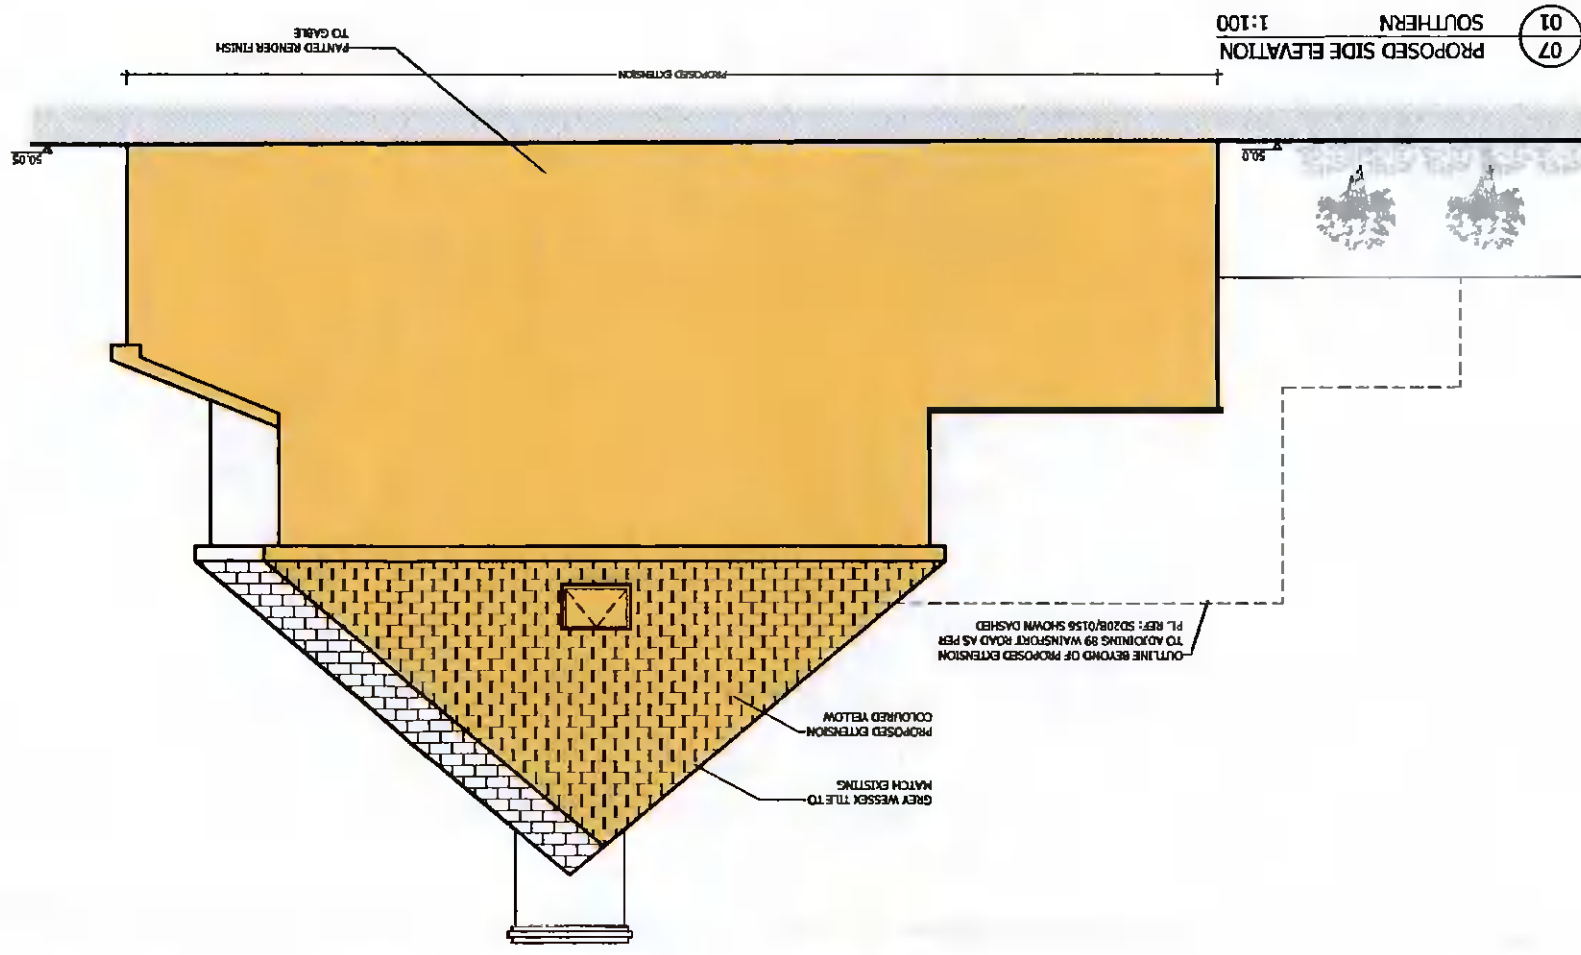 GREY WESSEX TILE TO
MATCH EXISTING
PROPOSED EXTENSION
COLOURED YELLOW
OUTLINE BEYOND OF PROPOSED EXTENSION
TO ADJOINING 89 WAINSFORT ROAD AS PER
PL. REF: SD208/0156 SHOWN DASHED
50.0
50.05
PROPOSED EXTENSION
PANTED RENDER FINISH
TO GABLE
07 PROPOSED SIDE ELEVATION
01 SOUTHERN 1:100